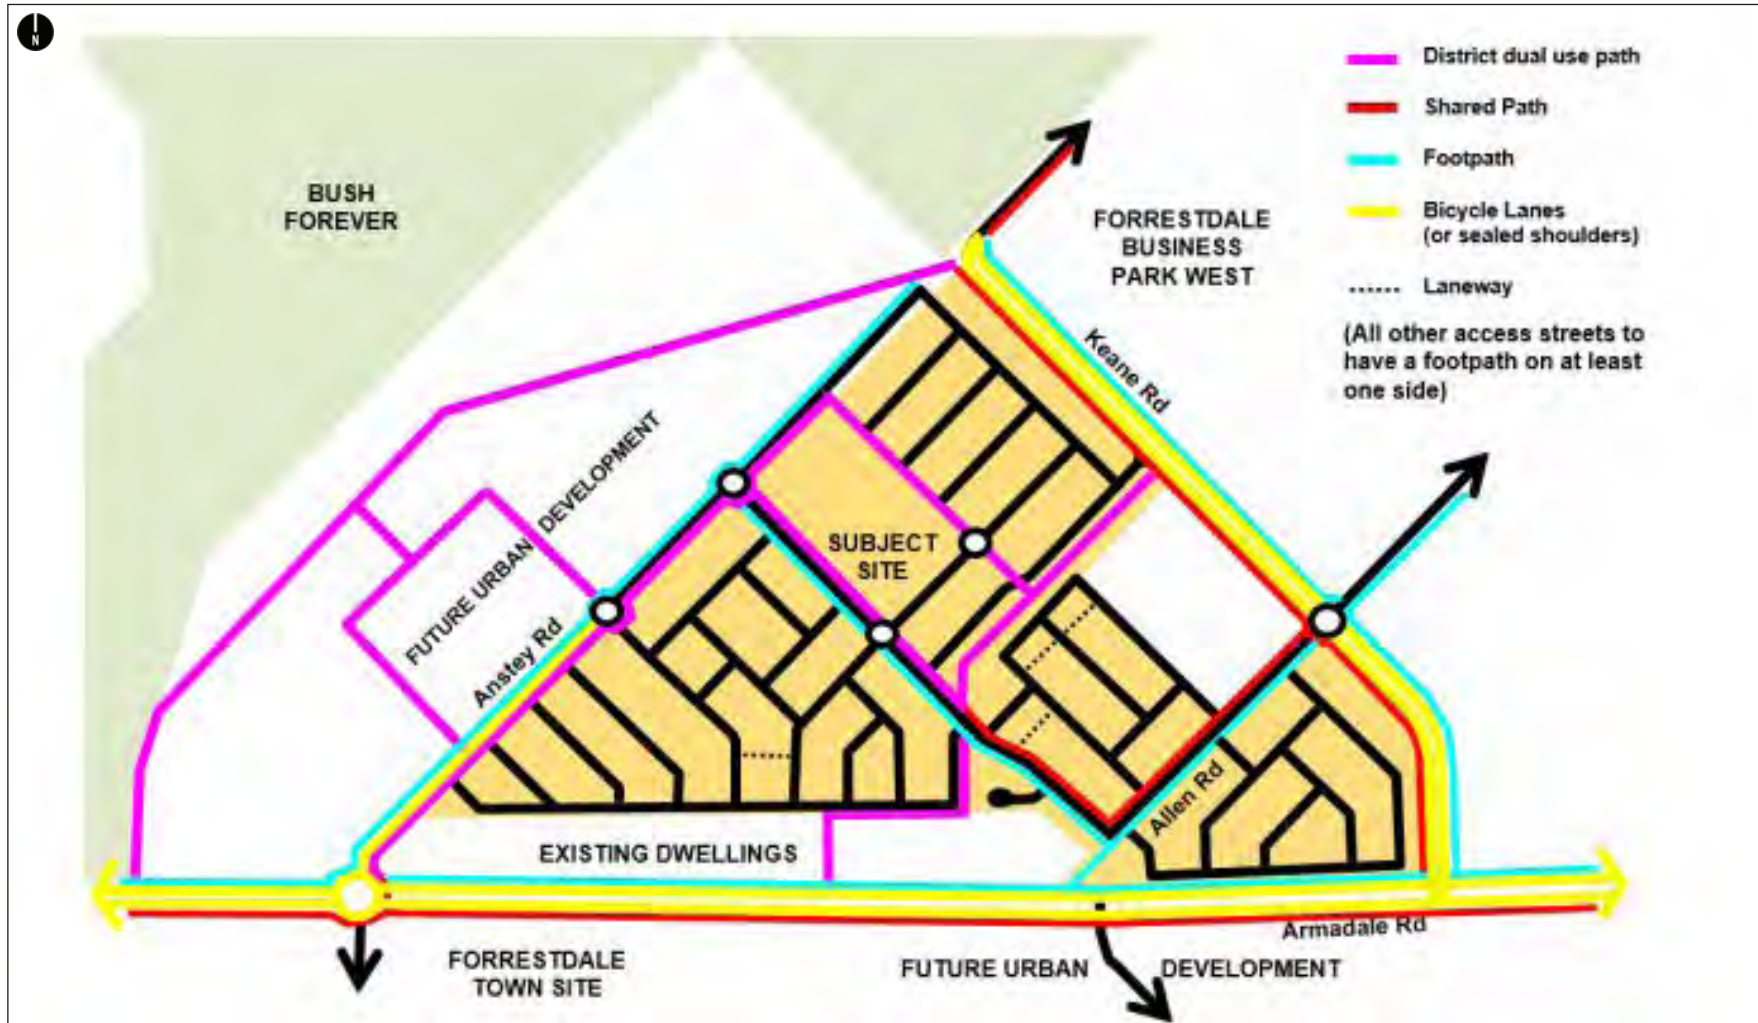 N
District dual use path
Shared Path
Footpath
Bicycle Lanes
(or sealed shoulders)
Laneway
(All other access streets to
have a footpath on at least
one side)
BUSH
FOREVER
FORRESTDALE
BUSINESS
PARK WEST
Keane Rd
FUTURE URBAN DEVELOPMENT
SUBJECT
SITE
Anstey Rd
Allen Rd
EXISTING DWELLINGS
Armadale Rd
FORRESTDALE
TOWN SITE
FUTURE URBAN DEVELOPMENT